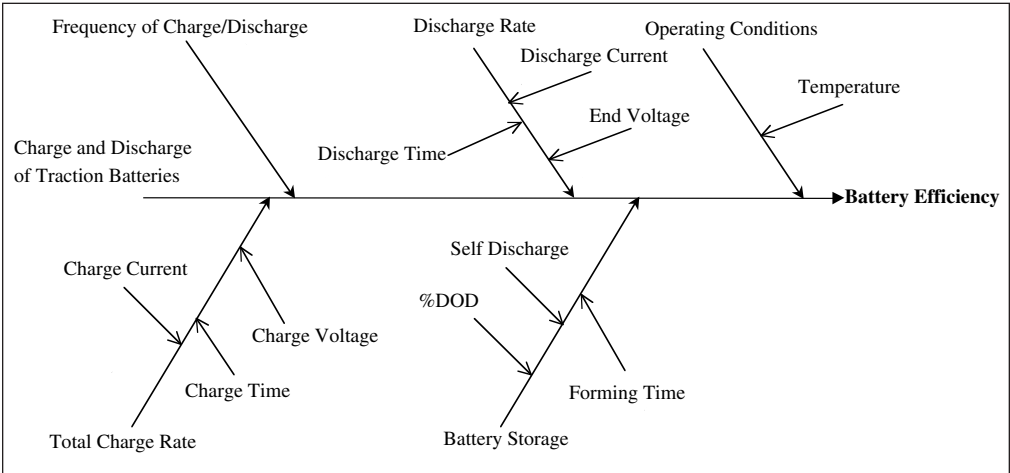 Frequency of Charge/Discharge
Discharge Rate
Operating Conditions
Discharge Current
Temperature
End Voltage
Discharge Time
Charge and Discharge
of Traction Batteries
Battery Efficiency
Self Discharge
Charge Current
%DOD
Charge Voltage
Charge Time
Forming Time
Total Charge Rate
Battery Storage